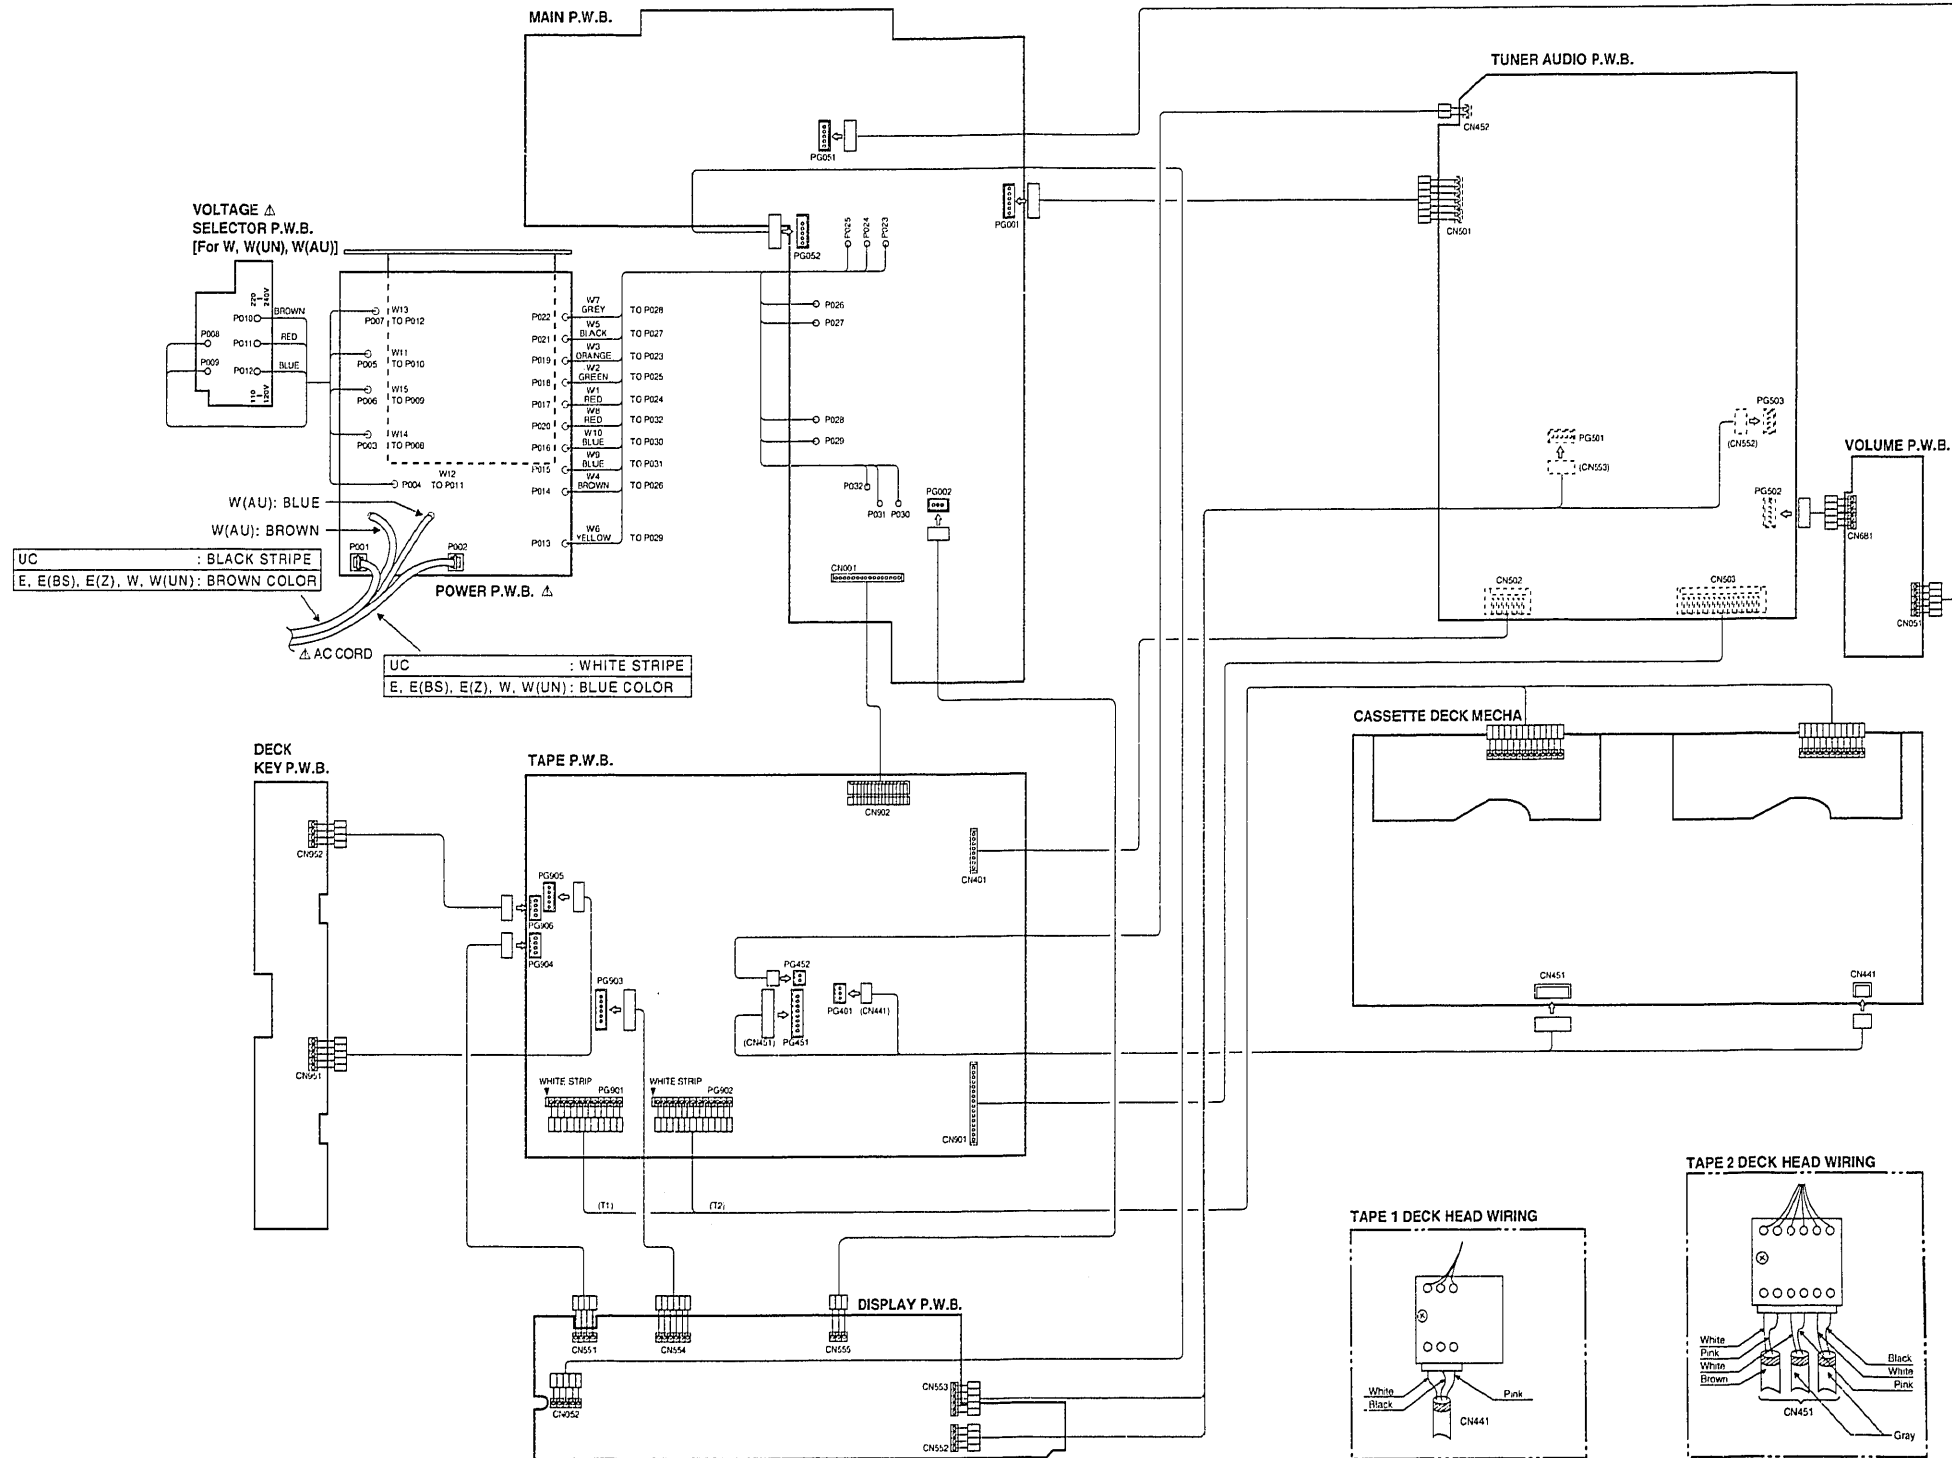 MAIN P.W.B.
TUNER AUDIO P.W.B.
CN452
PG051
PG001
CN501
VOLTAGE ⚠
SELECTOR P.W.B.
[For W, W(UN), W(AU)]
220
240V
P010
BROWN
P008
P011
RED
P009
P012
BLUE
110
120V
P025
P024
P023
PG052
P007
W13
TO P012
P005
W11
TO P010
P006
W15
TO P009
P003
W14
TO P008
P004
W12
TO P011
P022
W7
GREY
TO P028
P021
W5
BLACK
TO P027
P019
W3
ORANGE
TO P023
P018
W2
GREEN
TO P025
P017
W1
RED
TO P024
P020
W8
RED
TO P032
P016
W10
BLUE
TO P030
P015
W9
BLUE
TO P031
P014
W4
BROWN
TO P026
P013
W6
YELLOW
TO P029
P026
P027
P028
P029
P032
P031
P030
PG002
CN001
PG501
(CN553)
PG503
(CN552)
PG502
VOLUME P.W.B.
CN681
CN051
CN502
CN503
W(AU): BLUE
W(AU): BROWN
UC : BLACK STRIPE
E, E(BS), E(Z), W, W(UN) : BROWN COLOR
P001
P002
POWER P.W.B. ⚠
⚠ AC CORD
UC : WHITE STRIPE
E, E(BS), E(Z), W, W(UN) : BLUE COLOR
CASSETTE DECK MECHA
CN451
CN441
DECK
KEY P.W.B.
CN952
CN951
TAPE P.W.B.
CN902
CN401
PG905
PG906
PG904
PG903
PG452
PG401 (CN441)
(CN451) PG451
WHITE STRIP
PG901
WHITE STRIP
PG902
CN901
(T1)
(T2)
DISPLAY P.W.B.
CN551
CN554
CN555
CN052
CN553
CN552
TAPE 1 DECK HEAD WIRING
White
Black
Pink
CN441
TAPE 2 DECK HEAD WIRING
White
Pink
White
Brown
Black
White
Pink
CN451
Gray